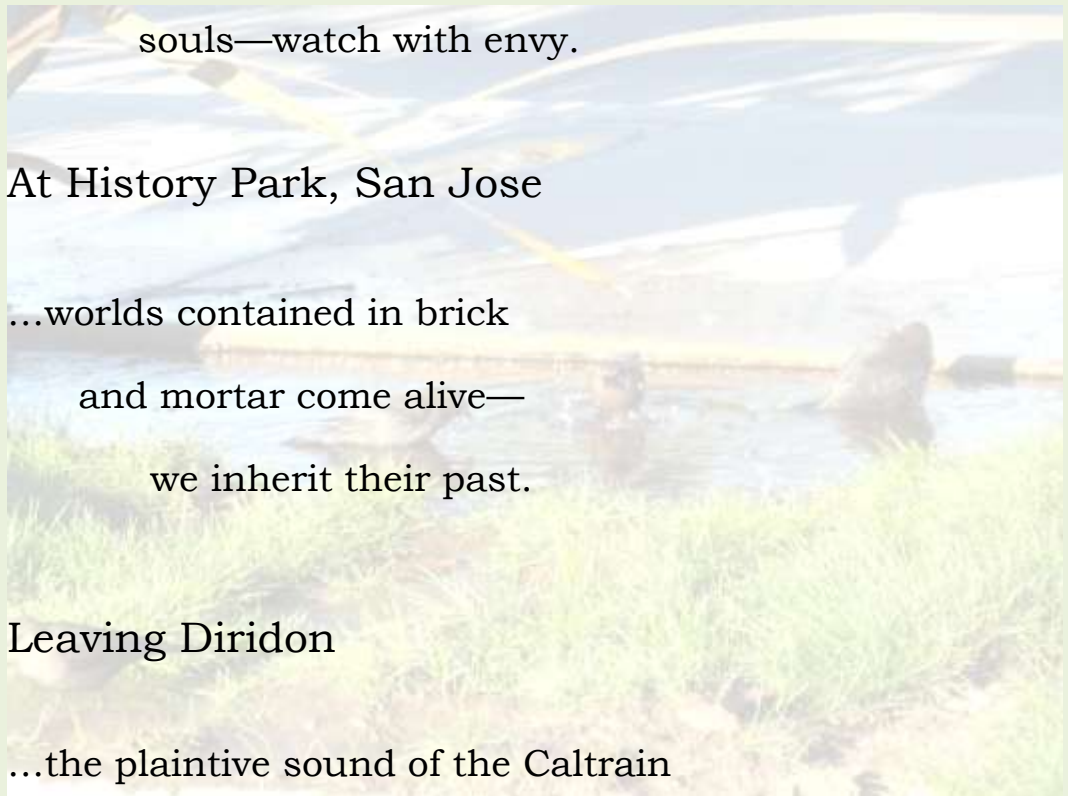 souls—watch with envy.
At History Park, San Jose
…worlds contained in brick
and mortar come alive—
we inherit their past.
Leaving Diridon
…the plaintive sound of the Caltrain